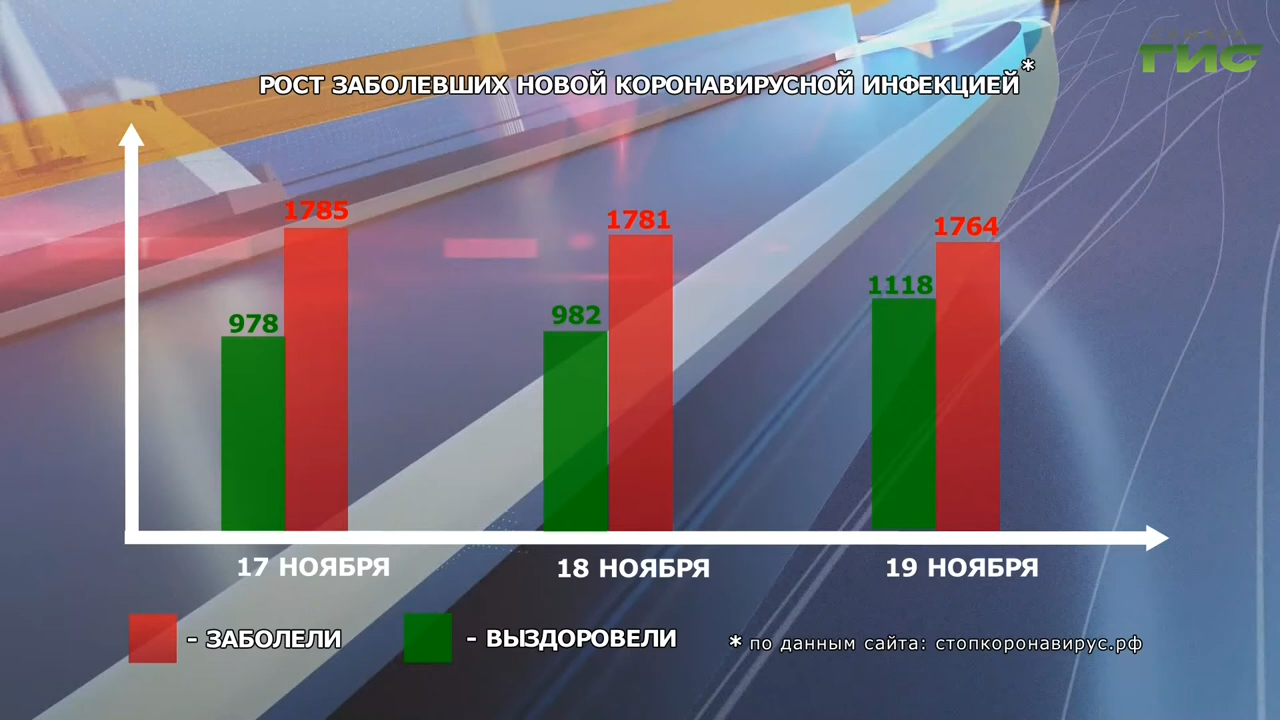 САМАРА
ГИС
РОСТ ЗАБОЛЕВШИХ НОВОЙ КОРОНАВИРУСНОЙ ИНФЕКЦИЕЙ*
1785
1781
1764
978
982
1118
17 НОЯБРЯ
18 НОЯБРЯ
19 НОЯБРЯ
- ЗАБОЛЕЛИ
- ВЫЗДОРОВЕЛИ
* по данным сайта: стопкоронавирус.рф